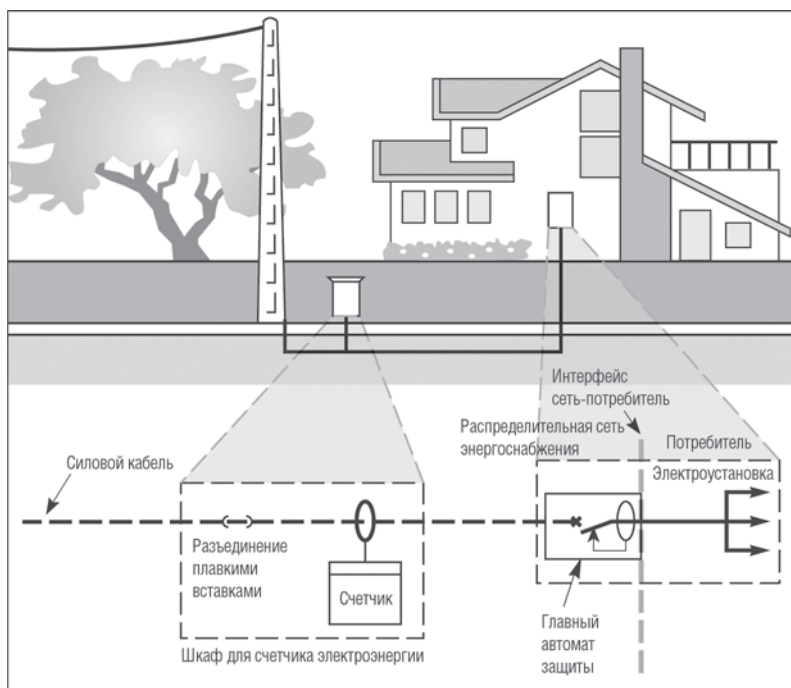 Интерфейс
сеть-потребитель
Распределительная сеть
энергоснабжения
Потребитель
Силовой кабель
Электроустановка
Разъединение
плавкими
вставками
Счетчик
Главный
автомат
защиты
Шкаф для счетчика электроэнергии